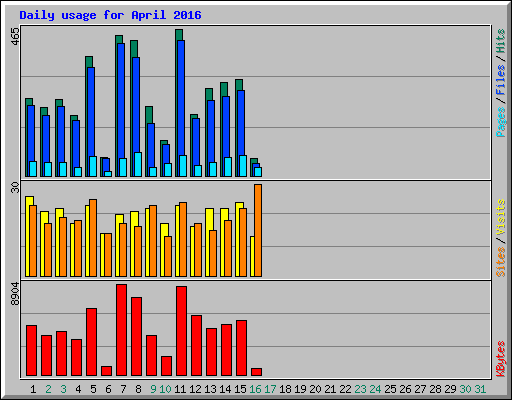 Daily usage for April 2016
465
Pages / Files / Hits
30
Sites / Visits
8904
KBytes
1 2 3 4 5 6 7 8 9 10 11 12 13 14 15 16 17 18 19 20 21 22 23 24 25 26 27 28 29 30 31